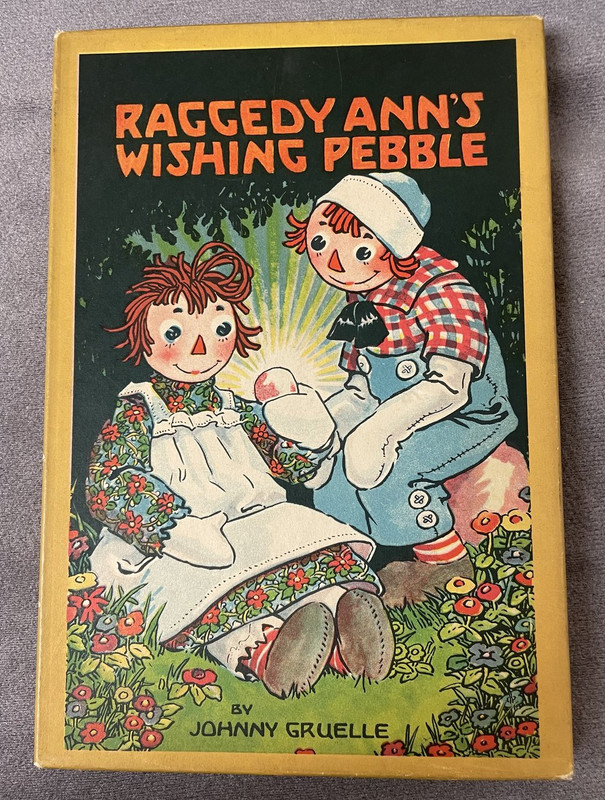 RAGGEDY ANN'S
WISHING PEBBLE
BY
JOHNNY GRUELLE